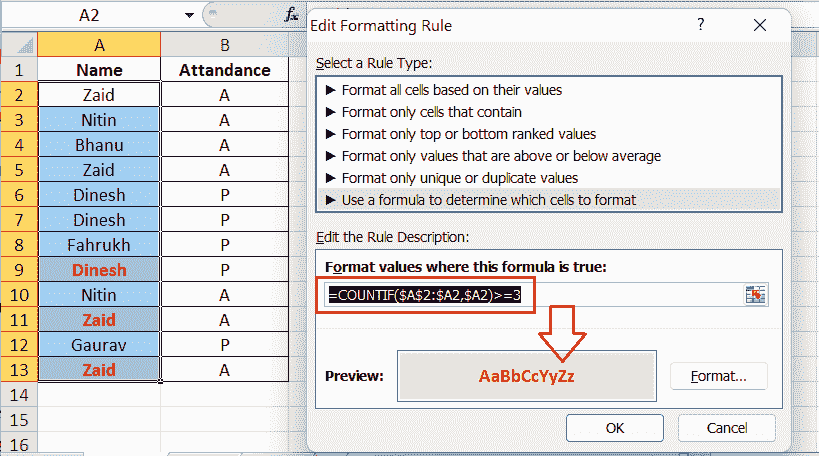 A2
fx
Edit Formatting Rule
?
A B
1 Name Attandance
2 Zaid A
3 Nitin A
4 Bhanu A
5 Zaid A
6 Dinesh P
7 Dinesh P
8 Fahrukh P
9 Dinesh P
10 Nitin A
11 Zaid A
12 Gaurav P
13 Zaid A
14
15
16
Select a Rule Type:
► Format all cells based on their values
► Format only cells that contain
► Format only top or bottom ranked values
► Format only values that are above or below average
► Format only unique or duplicate values
► Use a formula to determine which cells to format
Edit the Rule Description:
Format values where this formula is true:
=COUNTIF($A$2:$A2,$A2)>=3
Preview:
AaBbCcYyZz
Format...
OK
Cancel